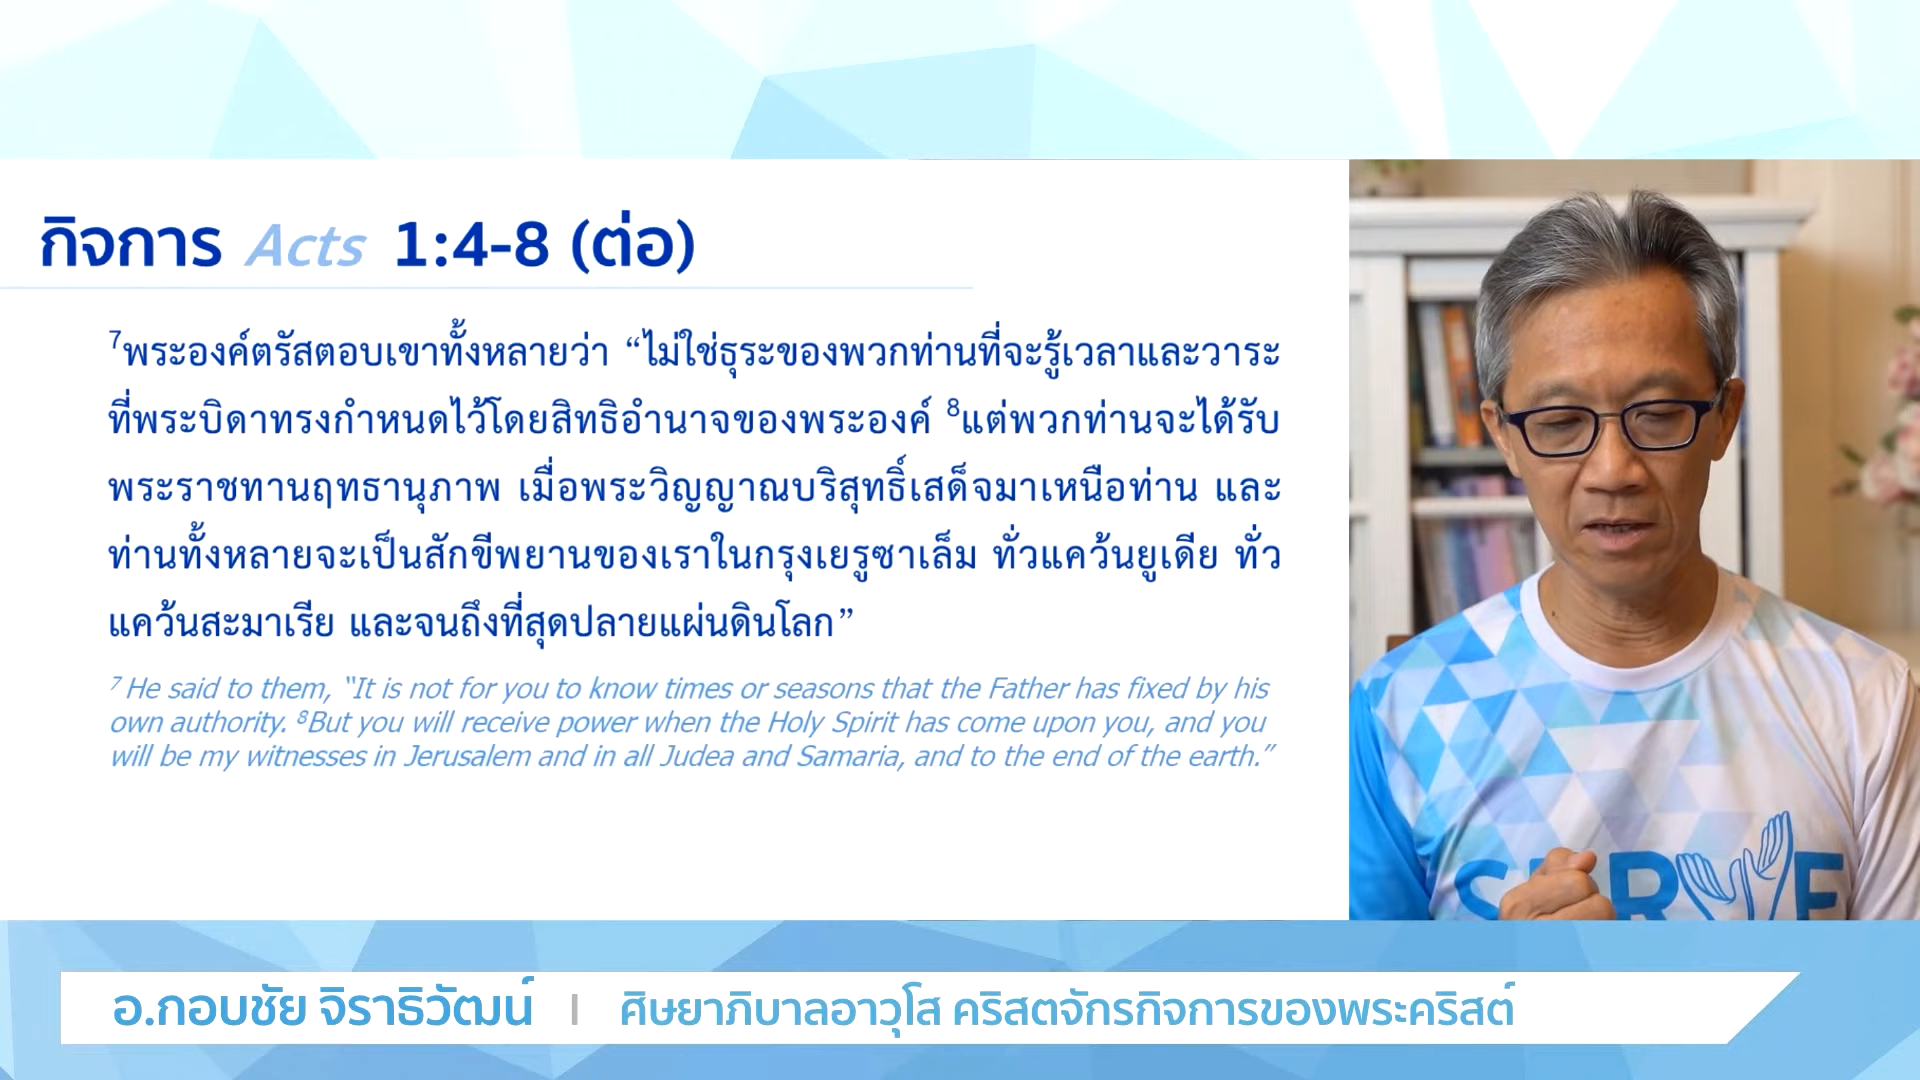 กิจการ Acts 1:4-8 (ต่อ)
⁷พระองค์ตรัสตอบเขาทั้งหลายว่า “ไม่ใช่ธุระของพวกท่านที่จะรู้เวลาและวาระ
ที่พระบิดาทรงกำหนดไว้โดยสิทธิอำนาจของพระองค์ ⁸แต่พวกท่านจะได้รับ
พระราชทานฤทธานุภาพ เมื่อพระวิญญาณบริสุทธิ์เสด็จมาเหนือท่าน และ
ท่านทั้งหลายจะเป็นสักขีพยานของเราในกรุงเยรูซาเล็ม ทั่วแคว้นยูเดีย ทั่ว
แคว้นสะมาเรีย และจนถึงที่สุดปลายแผ่นดินโลก”
⁷ He said to them, “It is not for you to know times or seasons that the Father has fixed by his
own authority. ⁸But you will receive power when the Holy Spirit has come upon you, and you
will be my witnesses in Jerusalem and in all Judea and Samaria, and to the end of the earth.”
อ.กอบชัย จิราธิวัฒน์ | ศิษยาภิบาลอาวุโส คริสตจักรกิจการของพระคริสต์